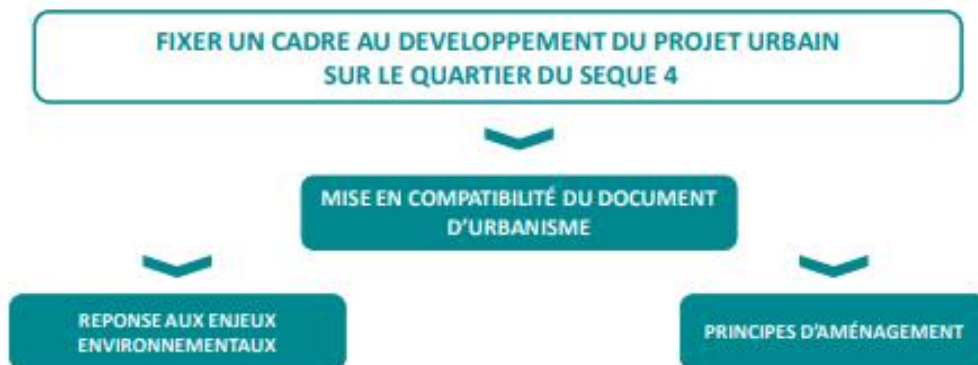 FIXER UN CADRE AU DEVELOPPEMENT DU PROJET URBAIN
SUR LE QUARTIER DU SEQUE 4
MISE EN COMPATIBILITÉ DU DOCUMENT
D'URBANISME
REPONSE AUX ENJEUX
ENVIRONNEMENTAUX
PRINCIPES D'AMÉNAGEMENT